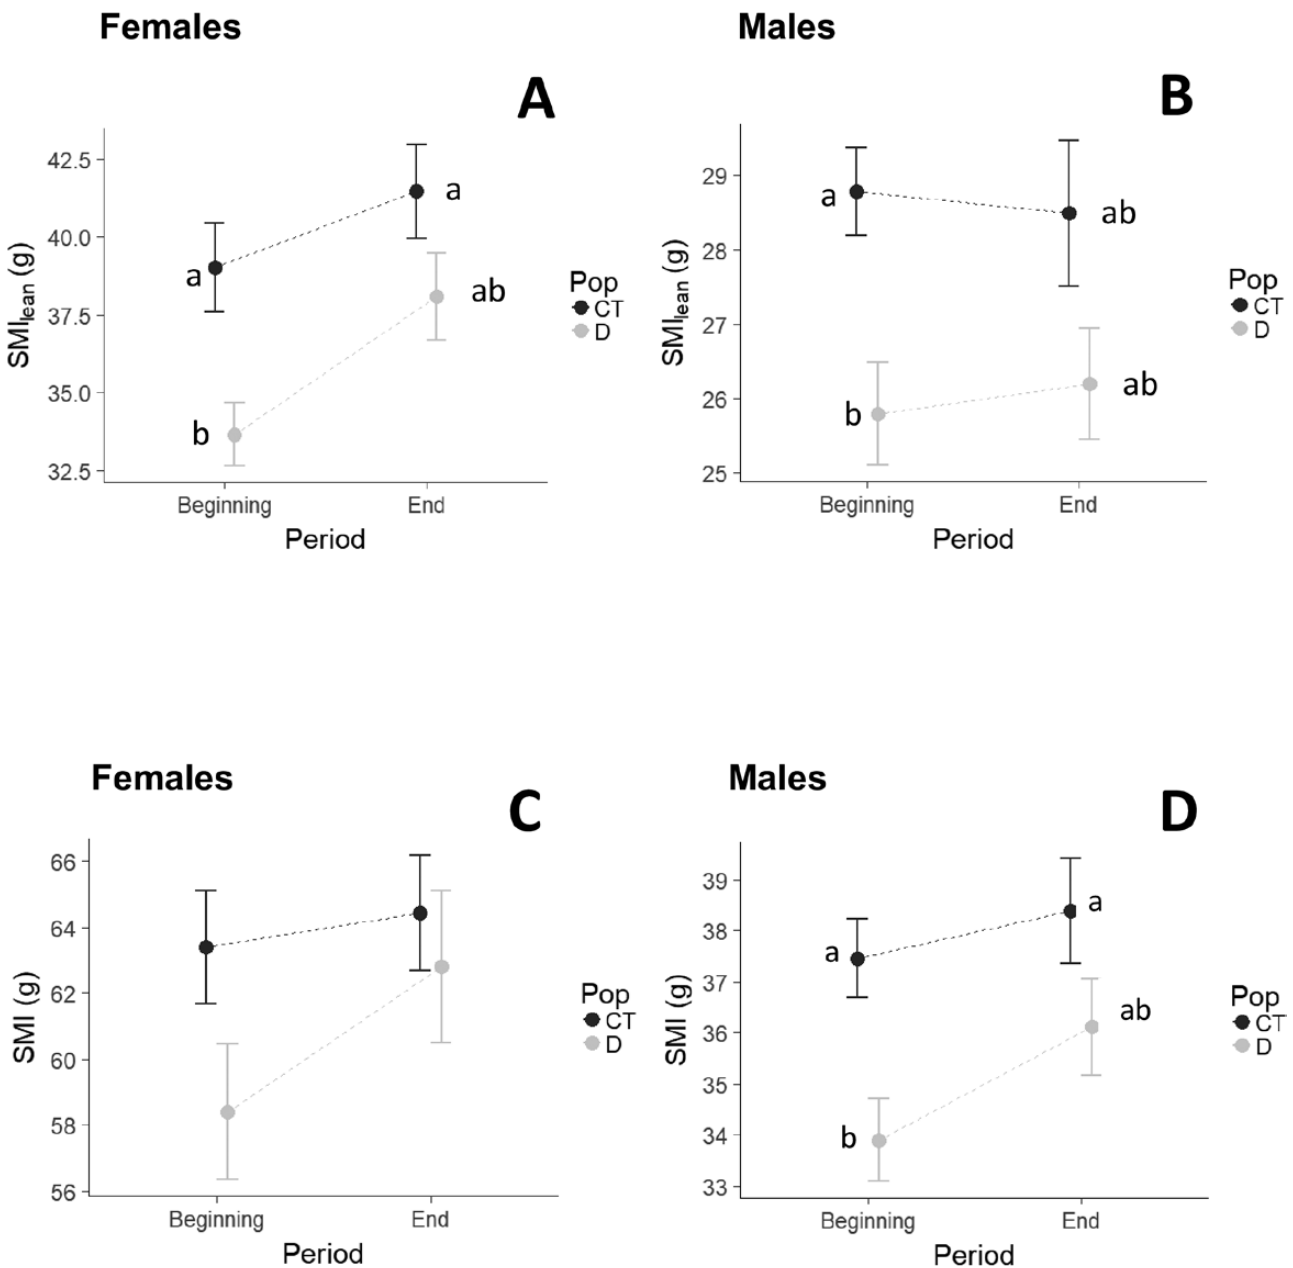 Females
A
42.5
40.0
37.5
35.0
32.5
SMIlean (g)
a
a
b
ab
Beginning End
Period
Pop
CT
D
Males
B
29
28
27
26
25
SMIlean (g)
a
ab
b
ab
Beginning End
Period
Pop
CT
D
Females
C
66
64
62
60
58
56
SMI (g)
Beginning End
Period
Pop
CT
D
Males
D
39
38
37
36
35
34
33
SMI (g)
a
a
ab
b
Beginning End
Period
Pop
CT
D